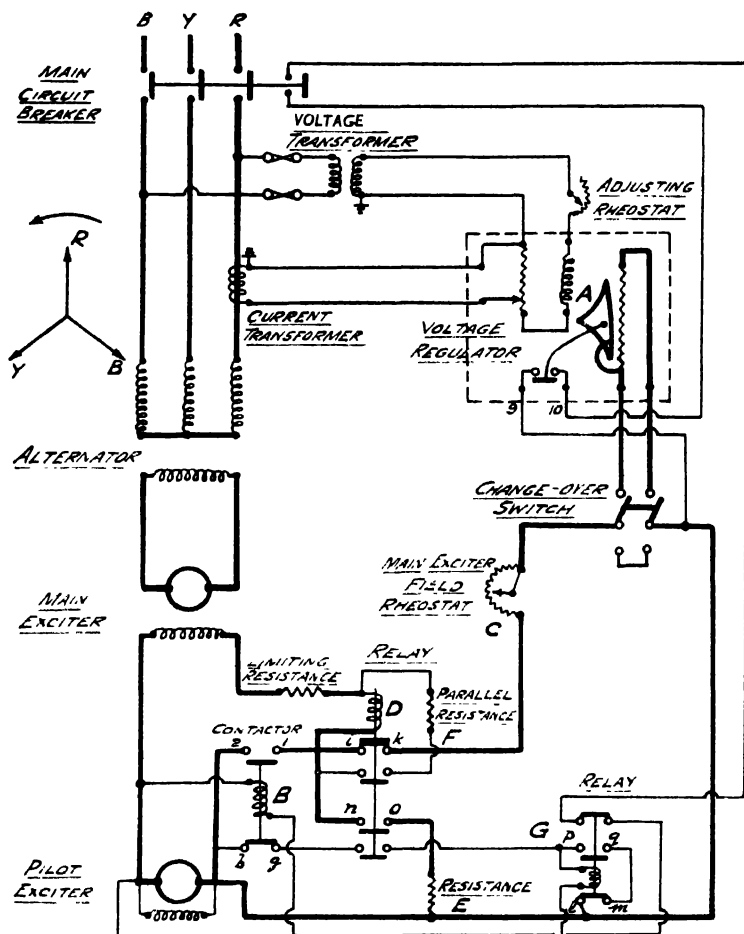 B Y R
MAIN
CIRCUIT
BREAKER
VOLTAGE
TRANSFORMER
ADJUSTING
RHEOSTAT
R
Y
B
CURRENT
TRANSFORMER
VOLTAGE
REGULATOR
A
9 10
ALTERNATOR
CHANGE-OVER
SWITCH
MAIN EXCITER
FIELD
RHEOSTAT
C
MAIN
EXCITER
LIMITING
RESISTANCE
RELAY
D
PARALLEL
RESISTANCE
F
CONTACTOR
2 1
i k
B
RELAY
n o
G
p q
h g
PILOT
EXCITER
RESISTANCE
E
l m